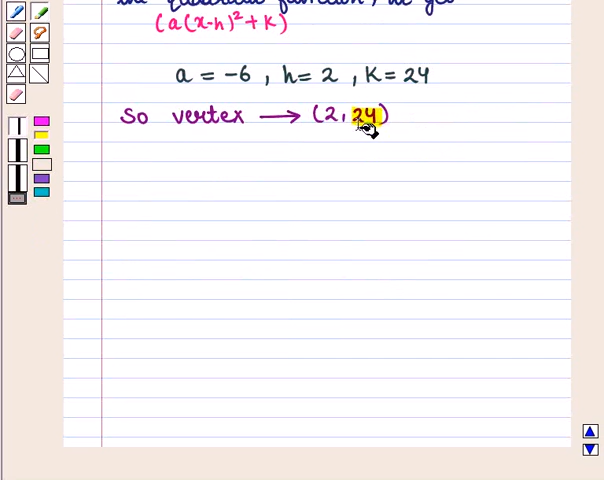 (a(x-h)²+k)
a = -6 , h = 2 , K = 24
So vertex → (2, 24)